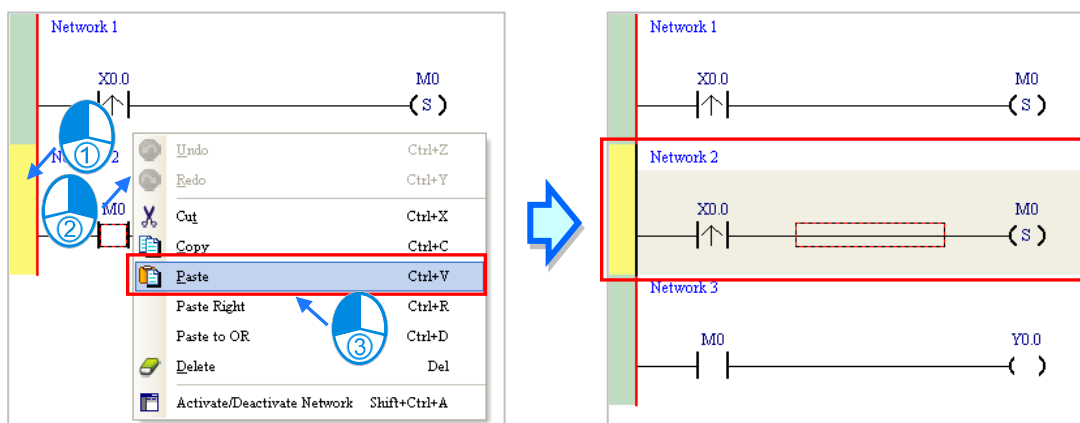 Network 1
X0.0 M0
( S )
① 
Undo Ctrl+Z
Redo Ctrl+Y
② M0
Cut Ctrl+X
Copy Ctrl+C
Paste Ctrl+V
Paste Right Ctrl+R
③
Paste to OR Ctrl+D
Delete Del
Activate/Deactivate Network Shift+Ctrl+A
Network 1
X0.0 M0
( S )
Network 2
X0.0 M0
( S )
Network 3
M0 Y0.0
( )